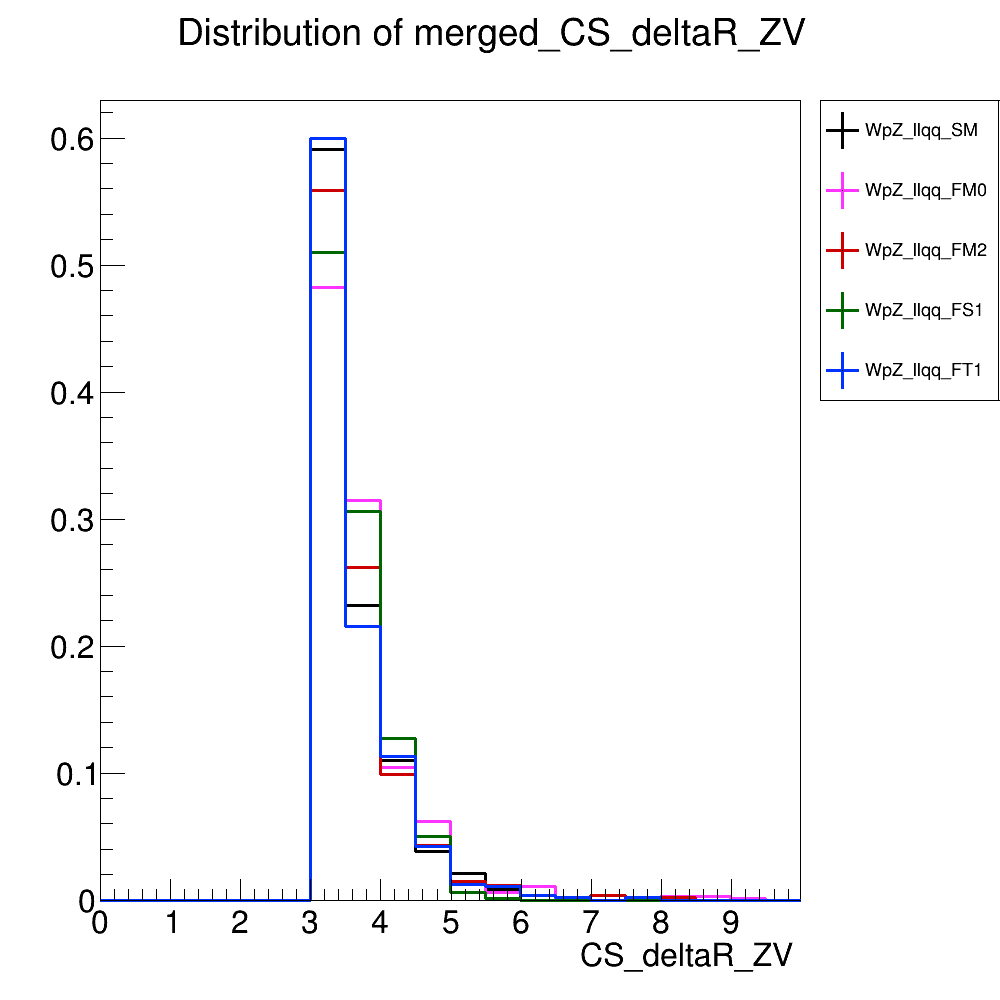 Distribution of merged_CS_deltaR_ZV
WpZ_llqq_SM
WpZ_llqq_FM0
WpZ_llqq_FM2
WpZ_llqq_FS1
WpZ_llqq_FT1
0.6
0.5
0.4
0.3
0.2
0.1
0
0 1 2 3 4 5 6 7 8 9
CS_deltaR_ZV